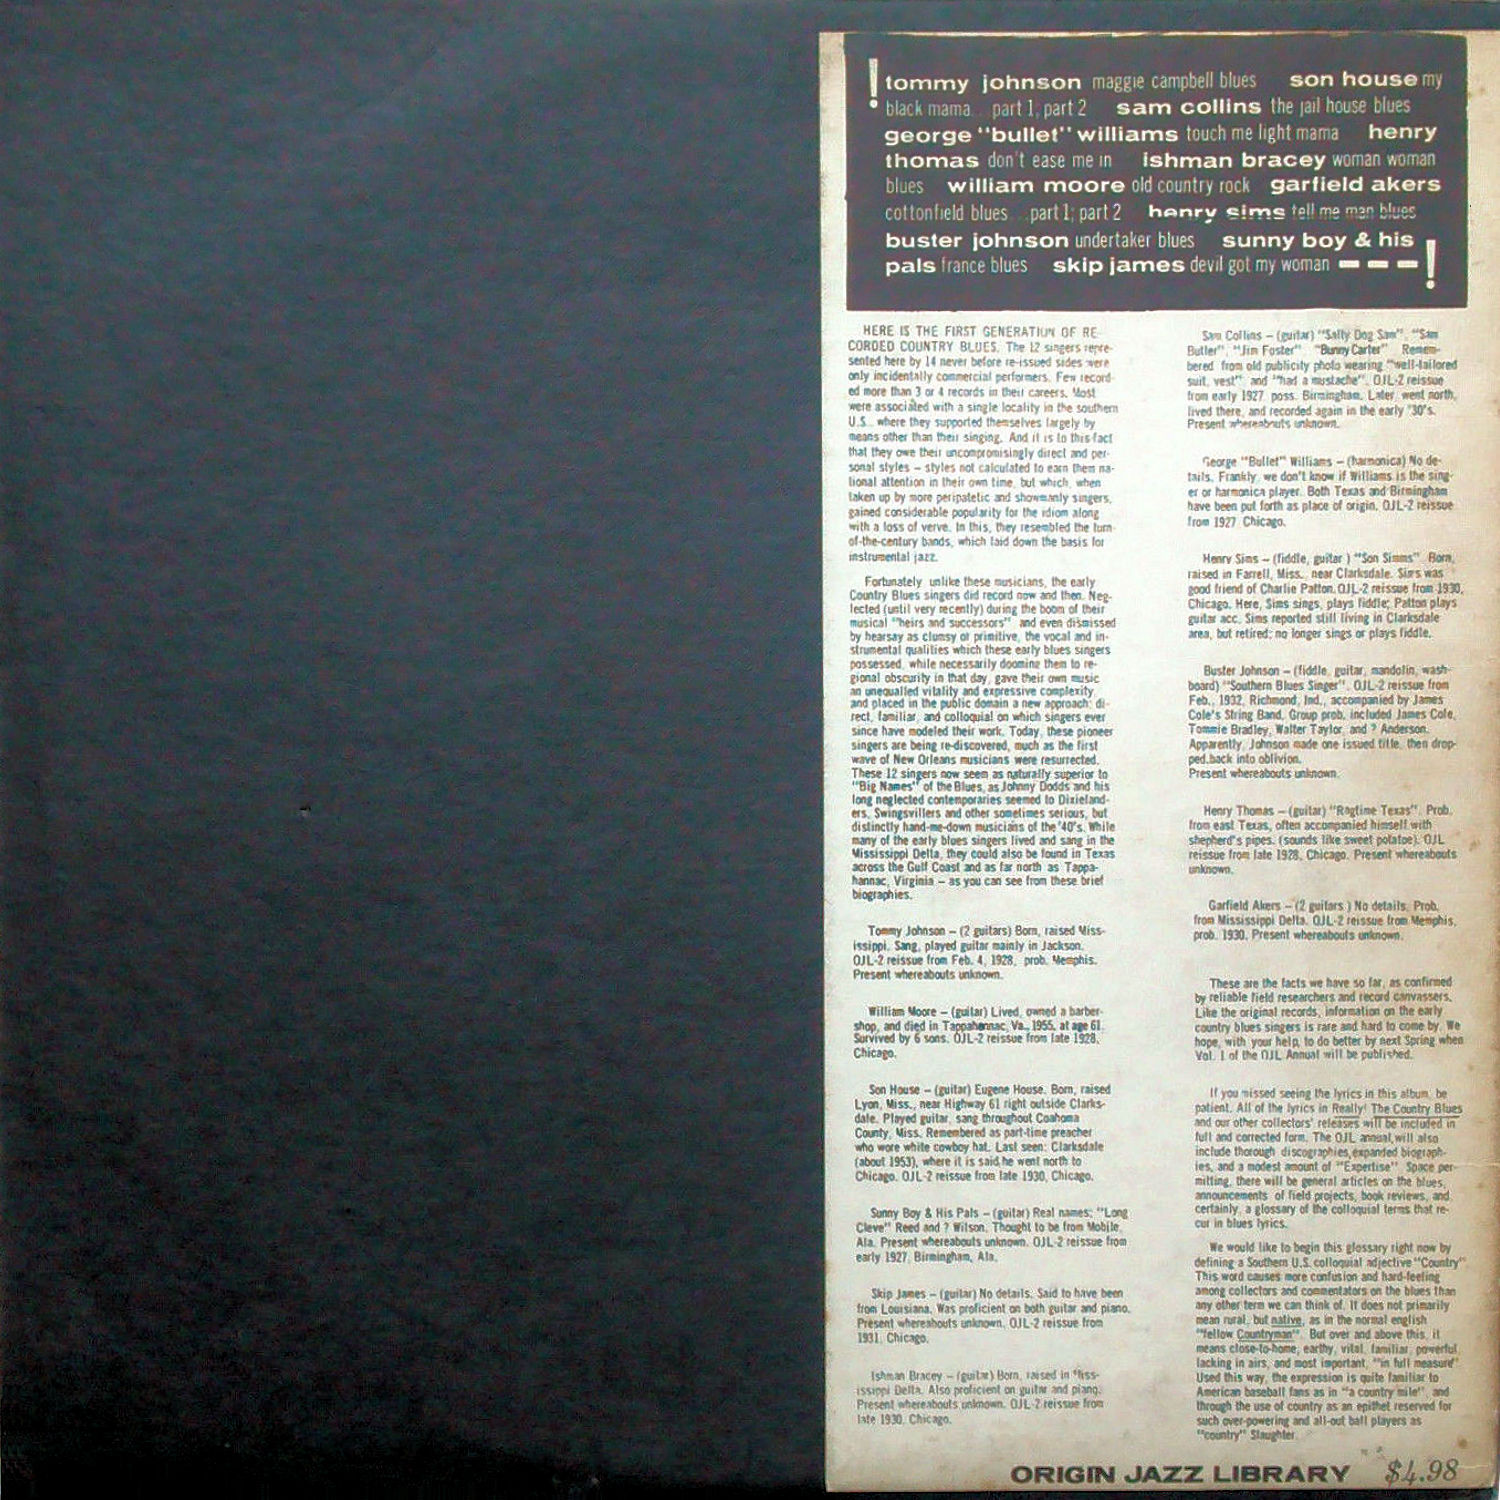 ! tommy johnson maggie campbell blues son house my
black mama...part 1; part 2 sam collins the jail house blues
george "bullet" williams touch me light mama henry
thomas don't ease me in ishman bracey woman woman
blues william moore old country rock garfield akers
cottonfield blues...part 1; part 2 henry sims tell me man blues
buster johnson undertaker blues sunny boy & his
pals france blues skip james devil got my woman – – – !
HERE IS THE FIRST GENERATION OF RE-
CORDED COUNTRY BLUES. The 12 singers repre-
sented here by 14 never before re-issued sides were
only incidentally commercial performers. Few record-
ed more than 3 or 4 records in their careers. Most
were associated with a single locality in the southern
U.S. where they supported themselves largely by
means other than their singing. And it is to this fact
that they owe their uncompromisingly direct and per-
sonal styles – styles not calculated to earn them na-
tional attention in their own time, but which, when
taken up by more peripatetic and showmanly singers,
gained considerable popularity for the idiom along
with a loss of verve. In this, they resembled the turn-
of-the-century bands, which laid down the basis for
instrumental jazz.
Fortunately, unlike these musicians, the early
Country Blues singers did record now and then. Neg-
lected (until very recently) during the boom of their
musical "heirs and successors" and even dismissed
by hearsay as clumsy or primitive, the vocal and in-
strumental qualities which these early blues singers
possessed, while necessarily dooming them to re-
gional obscurity in that day, gave their own music
an unequalled vitality and expressive complexity
and placed in the public domain a new approach: di-
rect, familiar, and colloquial on which singers ever
since have modeled their work. Today, these pioneer
singers are being re-discovered, much as the first
wave of New Orleans musicians were resurrected.
These 12 singers now seem as naturally superior to
"Big Names" of the Blues, as Johnny Dodds and his
long neglected contemporaries seemed to Dixieland-
ers, Swingsvillers and other sometimes serious, but
distinctly hand-me-down musicians of the '40's. While
many of the early blues singers lived and sang in the
Mississippi Delta, they could also be found in Texas
across the Gulf Coast and as far north as Tappa-
hannac, Virginia – as you can see from these brief
biographies.
Tommy Johnson – (2 guitars) Born, raised Miss-
issippi. Sang, played guitar mainly in Jackson.
OJL-2 reissue from Feb. 4, 1928, prob. Memphis.
Present whereabouts unknown.
William Moore – (guitar) Lived, owned a barber-
shop, and died in Tappahannac, Va., 1955, at age 61.
Survived by 6 sons. OJL-2 reissue from late 1928,
Chicago.
Son House – (guitar) Eugene House. Born, raised
Lyon, Miss., near Highway 61 right outside Clarks-
dale. Played guitar, sang throughout Coahoma
County, Miss. Remembered as part-time preacher
who wore white cowboy hat. Last seen: Clarksdale
(about 1953), where it is said he went north to
Chicago. OJL-2 reissue from late 1930, Chicago.
Sunny Boy & His Pals – (guitar) Real names: "Long
Cleve" Reed and ? Wilson. Thought to be from Mobile,
Ala. Present whereabouts unknown. OJL-2 reissue from
early 1927, Birmingham, Ala.
Skip James – (guitar) No details. Said to have been
from Louisiana. Was proficient on both guitar and piano.
Present whereabouts unknown. OJL-2 reissue from
1931, Chicago.
Ishman Bracey – (guitar) Born, raised in Miss-
issippi Delta. Also proficient on guitar and piano.
Present whereabouts unknown. OJL-2 reissue from
late 1930, Chicago.
Sam Collins – (guitar) "Salty Dog Sam", "Sam
Butler", "Jim Foster" "Bunny Carter" Remem-
bered from old publicity photo wearing "well-tailored
suit, vest" and "had a mustache". OJL-2 reissue
from early 1927, poss. Birmingham. Later, went north,
lived there, and recorded again in the early '30's.
Present whereabouts unknown.
George "Bullet" Williams – (harmonica) No de-
tails. Frankly, we don't know if Williams is the sing-
er or harmonica player. Both Texas and Birmingham
have been put forth as place of origin. OJL-2 reissue
from 1927 Chicago.
Henry Sims – (fiddle, guitar ) "Son Simms". Born,
raised in Farrell, Miss., near Clarksdale. Sims was
good friend of Charlie Patton. OJL-2 reissue from 1930,
Chicago. Here, Sims sings, plays fiddle; Patton plays
guitar acc. Sims reported still living in Clarksdale
area, but retired; no longer sings or plays fiddle.
Buster Johnson – (fiddle, guitar, mandolin, wash-
board) "Southern Blues Singer". OJL-2 reissue from
Feb., 1932, Richmond, Ind., accompanied by James
Cole's String Band. Group prob. included James Cole,
Tommie Bradley, Walter Taylor, and ? Anderson.
Apparently, Johnson made one issued title, then drop-
ped back into oblivion.
Present whereabouts unknown.
Henry Thomas – (guitar) "Ragtime Texas". Prob.
from east Texas, often accompanied himself with
shepherd's pipes. (sounds like sweet potatoe). OJL
reissue from late 1928, Chicago. Present whereabouts
unknown.
Garfield Akers – (2 guitars ) No details. Prob.
from Mississippi Delta. OJL-2 reissue from Memphis,
prob. 1930. Present whereabouts unknown.
These are the facts we have so far, as confirmed
by reliable field researchers and record canvassers.
Like the original records, information on the early
country blues singers is rare and hard to come by. We
hope, with your help, to do better by next Spring when
Vol. 1 of the OJL Annual will be published.
If you missed seeing the lyrics in this album, be
patient. All of the lyrics in Really! The Country Blues
and our other collectors' releases will be included in
full and corrected form. The OJL annual will also
include thorough discographies, expanded biograph-
ies, and a modest amount of "Expertise". Space per-
mitting, there will be general articles on the blues,
announcements of field projects, book reviews, and,
certainly, a glossary of the colloquial terms that re-
cur in blues lyrics.
We would like to begin this glossary right now by
defining a Southern U.S. colloquial adjective "Country"
This word causes more confusion and hard-feeling
among collectors and commentators on the blues than
any other term we can think of. It does not primarily
mean rural, but native, as in the normal english
"fellow Countryman". But over and above this, it
means close-to-home, earthy, vital, familiar, powerful,
lacking in airs, and most important, "in full measure"
Used this way, the expression is quite familiar to
American baseball fans as in "a country mile", and
through the use of country as an epithet reserved for
such over-powering and all-out ball players as
"country" Slaughter.
ORIGIN JAZZ LIBRARY $4.98